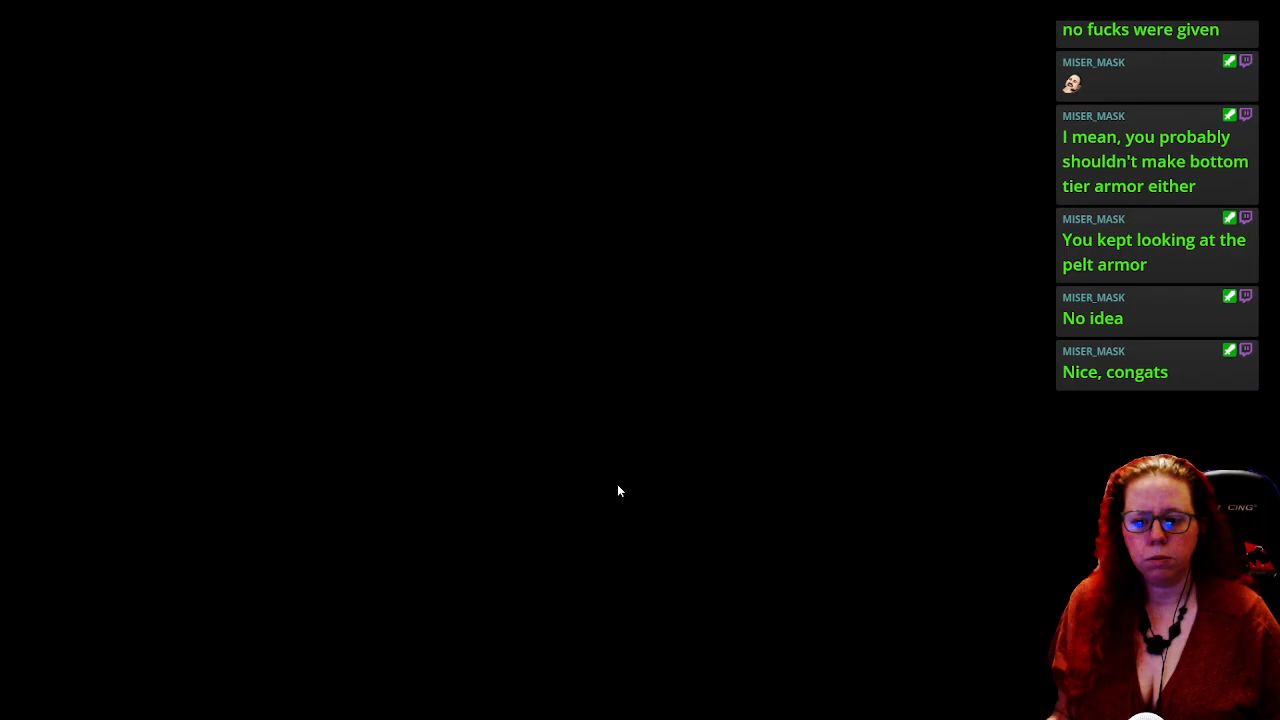 no fucks were given
MISER_MASK
MISER_MASK
I mean, you probably
shouldn't make bottom
tier armor either
MISER_MASK
You kept looking at the
pelt armor
MISER_MASK
No idea
MISER_MASK
Nice, congats
CING